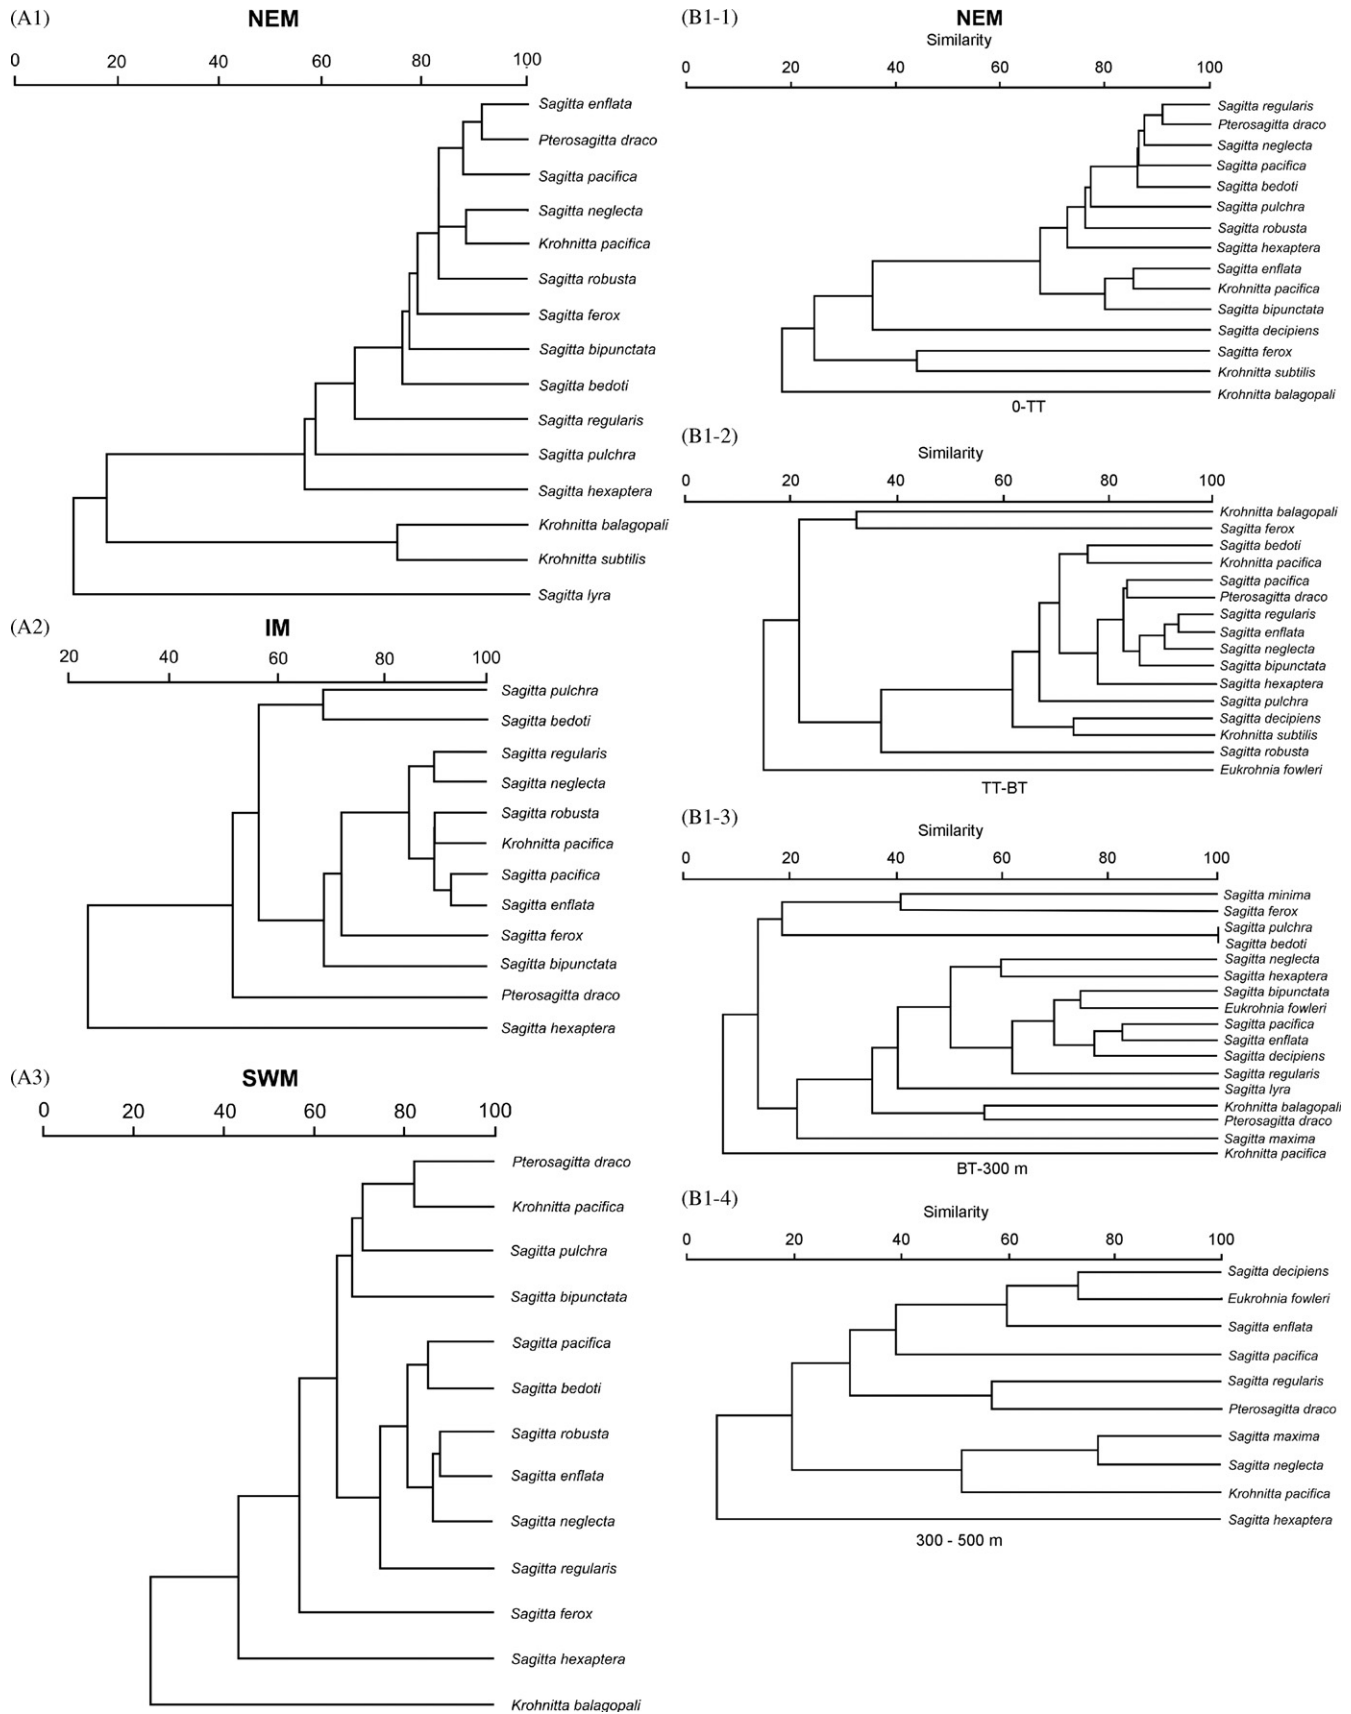 (A1)
NEM
0 20 40 60 80 100
Sagitta enflata
Pterosagitta draco
Sagitta pacifica
Sagitta neglecta
Krohnitta pacifica
Sagitta robusta
Sagitta ferox
Sagitta bipunctata
Sagitta bedoti
Sagitta regularis
Sagitta pulchra
Sagitta hexaptera
Krohnitta balagopali
Krohnitta subtilis
Sagitta lyra
(A2)
IM
20 40 60 80 100
Sagitta pulchra
Sagitta bedoti
Sagitta regularis
Sagitta neglecta
Sagitta robusta
Krohnitta pacifica
Sagitta pacifica
Sagitta enflata
Sagitta ferox
Sagitta bipunctata
Pterosagitta draco
Sagitta hexaptera
(A3)
SWM
0 20 40 60 80 100
Pterosagitta draco
Krohnitta pacifica
Sagitta pulchra
Sagitta bipunctata
Sagitta pacifica
Sagitta bedoti
Sagitta robusta
Sagitta enflata
Sagitta neglecta
Sagitta regularis
Sagitta ferox
Sagitta hexaptera
Krohnitta balagopali
(B1-1)
NEM
Similarity
0 20 40 60 80 100
Sagitta regularis
Pterosagitta draco
Sagitta neglecta
Sagitta pacifica
Sagitta bedoti
Sagitta pulchra
Sagitta robusta
Sagitta hexaptera
Sagitta enflata
Krohnitta pacifica
Sagitta bipunctata
Sagitta decipiens
Sagitta ferox
Krohnitta subtilis
Krohnitta balagopali
0-TT
(B1-2)
Similarity
0 20 40 60 80 100
Krohnitta balagopali
Sagitta ferox
Sagitta bedoti
Krohnitta pacifica
Sagitta pacifica
Pterosagitta draco
Sagitta regularis
Sagitta enflata
Sagitta neglecta
Sagitta bipunctata
Sagitta hexaptera
Sagitta pulchra
Sagitta decipiens
Krohnitta subtilis
Sagitta robusta
Eukrohnia fowleri
TT-BT
(B1-3)
Similarity
0 20 40 60 80 100
Sagitta minima
Sagitta ferox
Sagitta pulchra
Sagitta bedoti
Sagitta neglecta
Sagitta hexaptera
Sagitta bipunctata
Eukrohnia fowleri
Sagitta pacifica
Sagitta enflata
Sagitta decipiens
Sagitta regularis
Sagitta lyra
Krohnitta balagopali
Pterosagitta draco
Sagitta maxima
Krohnitta pacifica
BT-300 m
(B1-4)
Similarity
0 20 40 60 80 100
Sagitta decipiens
Eukrohnia fowleri
Sagitta enflata
Sagitta pacifica
Sagitta regularis
Pterosagitta draco
Sagitta maxima
Sagitta neglecta
Krohnitta pacifica
Sagitta hexaptera
300 - 500 m